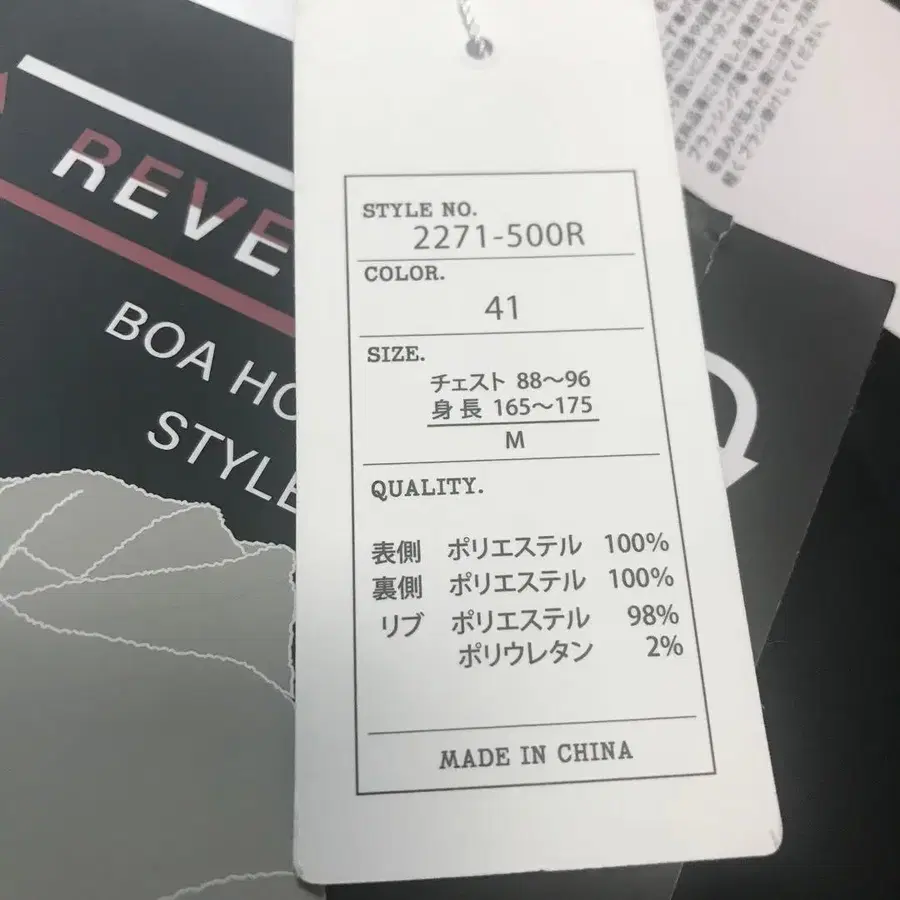 REVE
BOA HO
STYLE
STYLE NO.
2271-500R
COLOR.
41
SIZE.
チェスト 88～96
身長 165～175
M
QUALITY.
表側 ポリエステル 100%
裏側 ポリエステル 100%
リブ ポリエステル 98%
ポリウレタン 2%
MADE IN CHINA